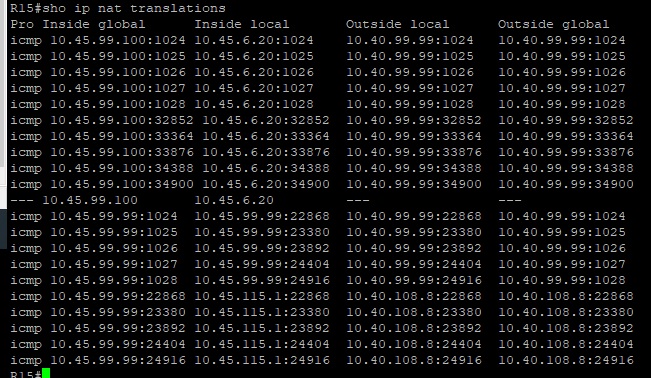 R15#sho ip nat translations
Pro Inside global Inside local Outside local Outside global
icmp 10.45.99.100:1024 10.45.6.20:1024 10.40.99.99:1024 10.40.99.99:1024
icmp 10.45.99.100:1025 10.45.6.20:1025 10.40.99.99:1025 10.40.99.99:1025
icmp 10.45.99.100:1026 10.45.6.20:1026 10.40.99.99:1026 10.40.99.99:1026
icmp 10.45.99.100:1027 10.45.6.20:1027 10.40.99.99:1027 10.40.99.99:1027
icmp 10.45.99.100:1028 10.45.6.20:1028 10.40.99.99:1028 10.40.99.99:1028
icmp 10.45.99.100:32852 10.45.6.20:32852 10.40.99.99:32852 10.40.99.99:32852
icmp 10.45.99.100:33364 10.45.6.20:33364 10.40.99.99:33364 10.40.99.99:33364
icmp 10.45.99.100:33876 10.45.6.20:33876 10.40.99.99:33876 10.40.99.99:33876
icmp 10.45.99.100:34388 10.45.6.20:34388 10.40.99.99:34388 10.40.99.99:34388
icmp 10.45.99.100:34900 10.45.6.20:34900 10.40.99.99:34900 10.40.99.99:34900
--- 10.45.99.100 10.45.6.20 --- ---
icmp 10.45.99.99:1024 10.45.99.99:22868 10.40.99.99:22868 10.40.99.99:1024
icmp 10.45.99.99:1025 10.45.99.99:23380 10.40.99.99:23380 10.40.99.99:1025
icmp 10.45.99.99:1026 10.45.99.99:23892 10.40.99.99:23892 10.40.99.99:1026
icmp 10.45.99.99:1027 10.45.99.99:24404 10.40.99.99:24404 10.40.99.99:1027
icmp 10.45.99.99:1028 10.45.99.99:24916 10.40.99.99:24916 10.40.99.99:1028
icmp 10.45.99.99:22868 10.45.115.1:22868 10.40.108.8:22868 10.40.108.8:22868
icmp 10.45.99.99:23380 10.45.115.1:23380 10.40.108.8:23380 10.40.108.8:23380
icmp 10.45.99.99:23892 10.45.115.1:23892 10.40.108.8:23892 10.40.108.8:23892
icmp 10.45.99.99:24404 10.45.115.1:24404 10.40.108.8:24404 10.40.108.8:24404
icmp 10.45.99.99:24916 10.45.115.1:24916 10.40.108.8:24916 10.40.108.8:24916
R15#